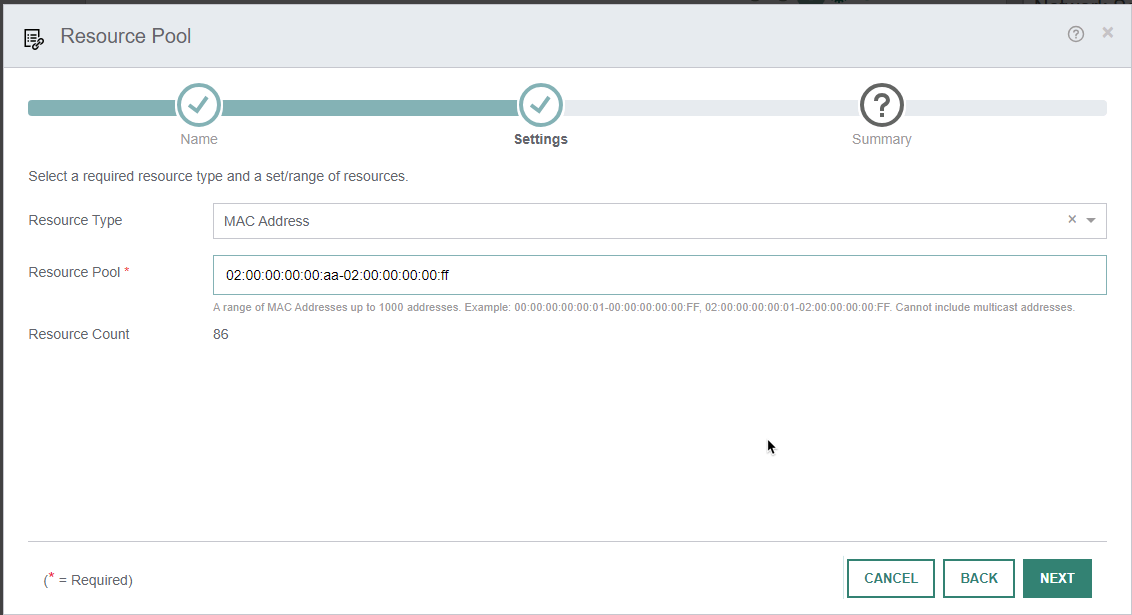 Resource Pool
Name
Settings
Summary
Select a required resource type and a set/range of resources.
Resource Type
MAC Address
Resource Pool *
02:00:00:00:00:aa-02:00:00:00:00:ff
A range of MAC Addresses up to 1000 addresses. Example: 00:00:00:00:00:01-00:00:00:00:00:FF, 02:00:00:00:00:01-02:00:00:00:00:FF. Cannot include multicast addresses.
Resource Count
86
(* = Required)
CANCEL
BACK
NEXT